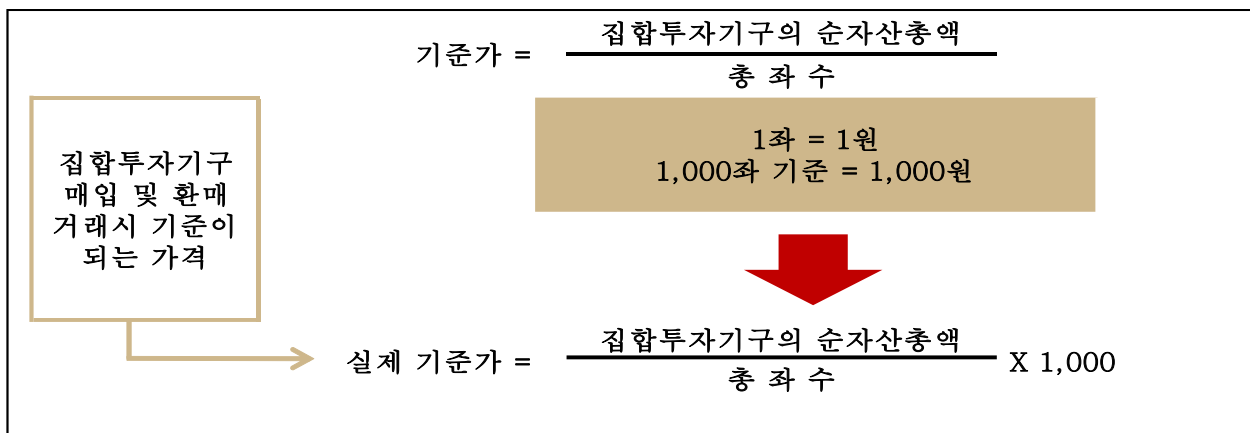 기준가 =
집합투자기구의 순자산총액
총 좌 수
1좌 = 1원
1,000좌 기준 = 1,000원
집합투자기구
매입 및 환매
거래시 기준이
되는 가격
실제 기준가 =
집합투자기구의 순자산총액
총 좌 수
X 1,000